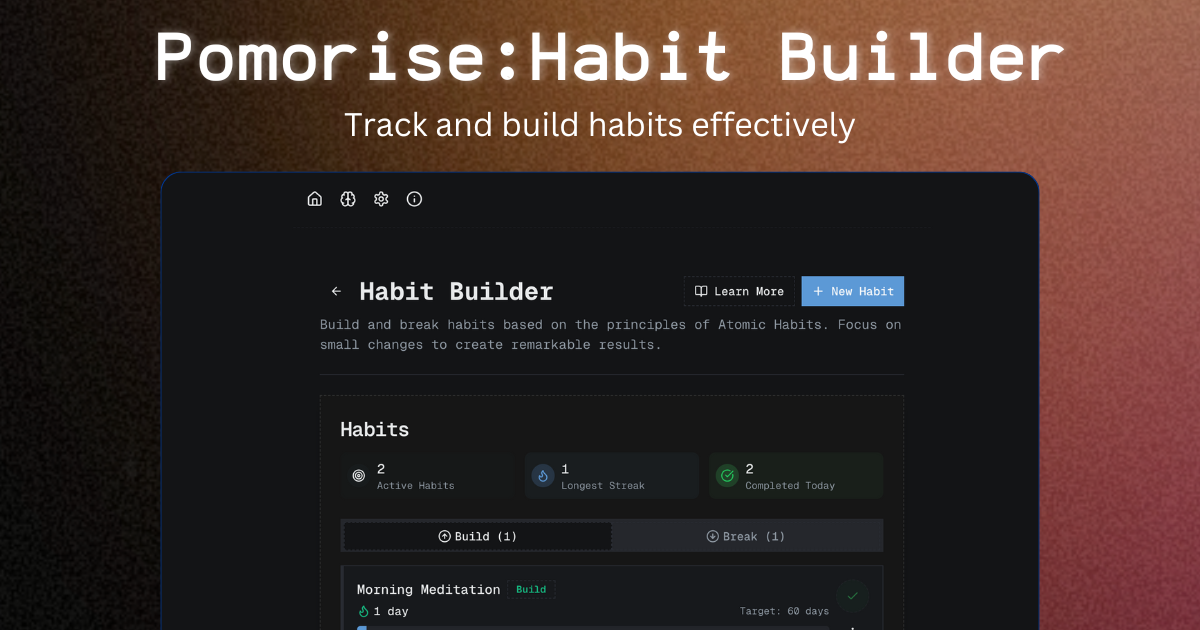 Pomorise:Habit Builder
Track and build habits effectively
Habit Builder
Learn More
New Habit
Build and break habits based on the principles of Atomic Habits. Focus on
small changes to create remarkable results.
Habits
2
Active Habits
1
Longest Streak
2
Completed Today
Build (1)
Break (1)
Morning Meditation
Build
1 day
Target: 60 days